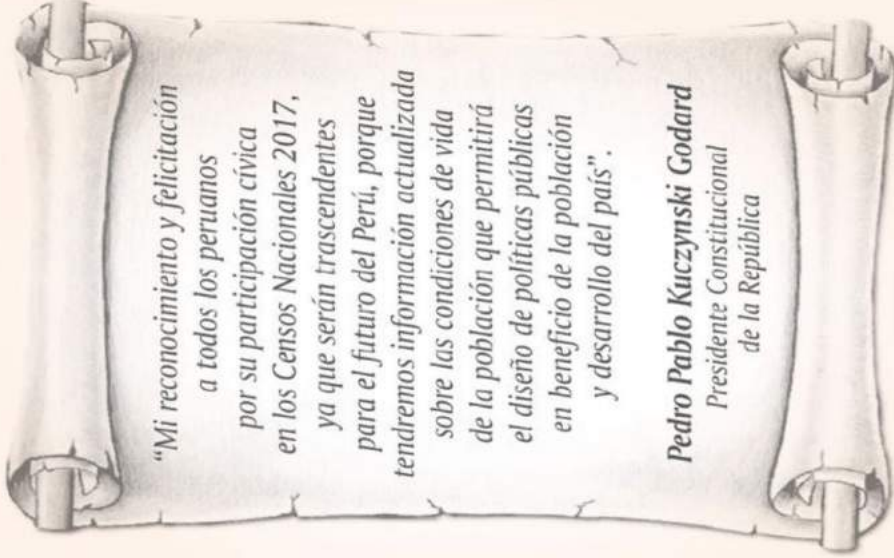 “Mi reconocimiento y felicitación
a todos los peruanos
por su participación cívica
en los Censos Nacionales 2017,
ya que serán trascendentes
para el futuro del Perú, porque
tendremos información actualizada
sobre las condiciones de vida
de la población que permitirá
el diseño de políticas públicas
en beneficio de la población
y desarrollo del país”.
Pedro Pablo Kuczynski Godard
Presidente Constitucional
de la República